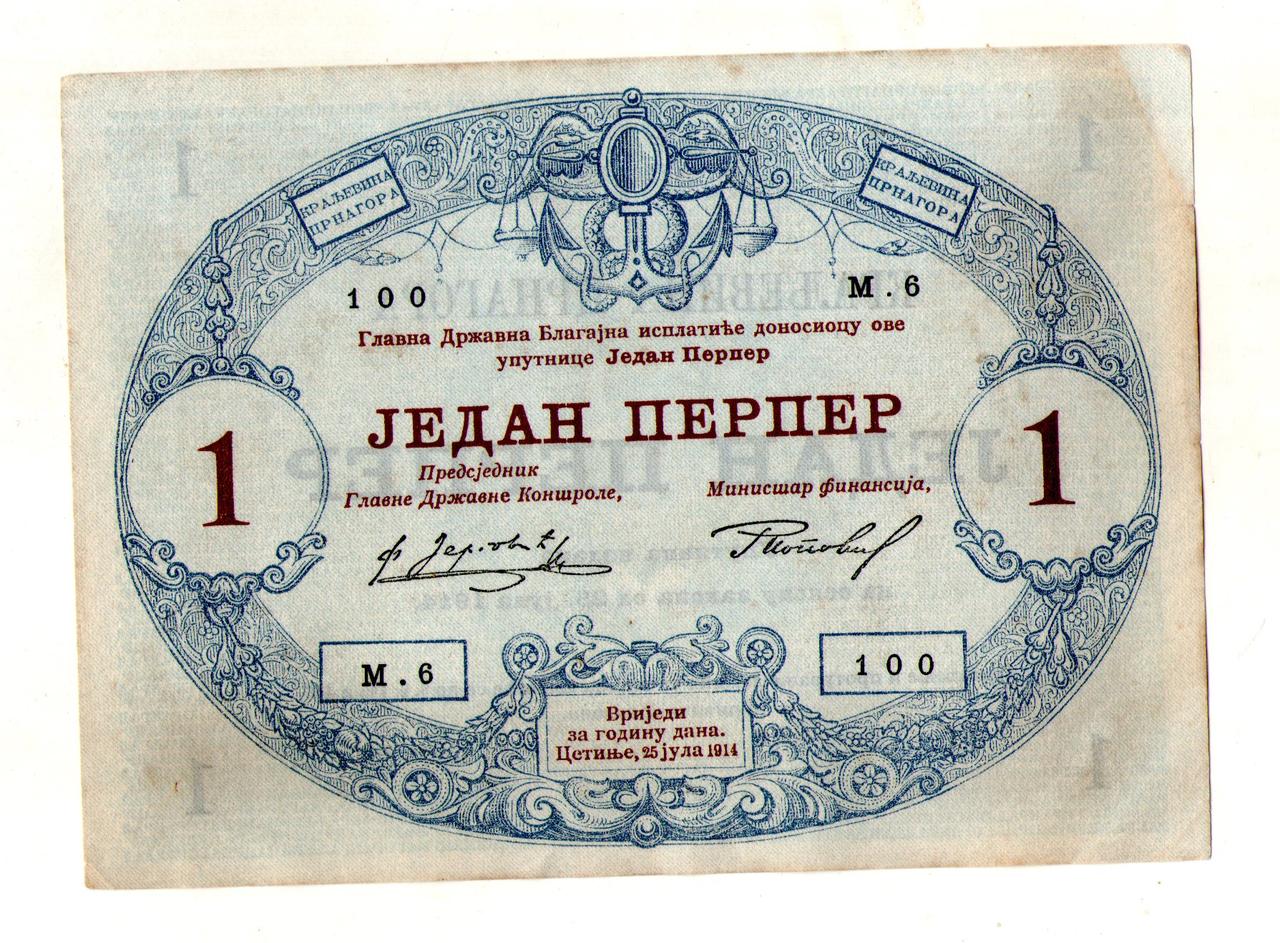 КРАЉЕВИНА
ЦРНАГОРА
КРАЉЕВИНА
ЦРНАГОРА
100
М.6
Главна Државна Благајна исплатиће доносиоцу ове
упутнице Један Перпер
ЈЕДАН ПЕРПЕР
1
1
Предсједник
Главне Државне Контроле,
Министар финансија,
М.6
100
Вриједи
за годину дана.
Цетиње, 25 јула 1914